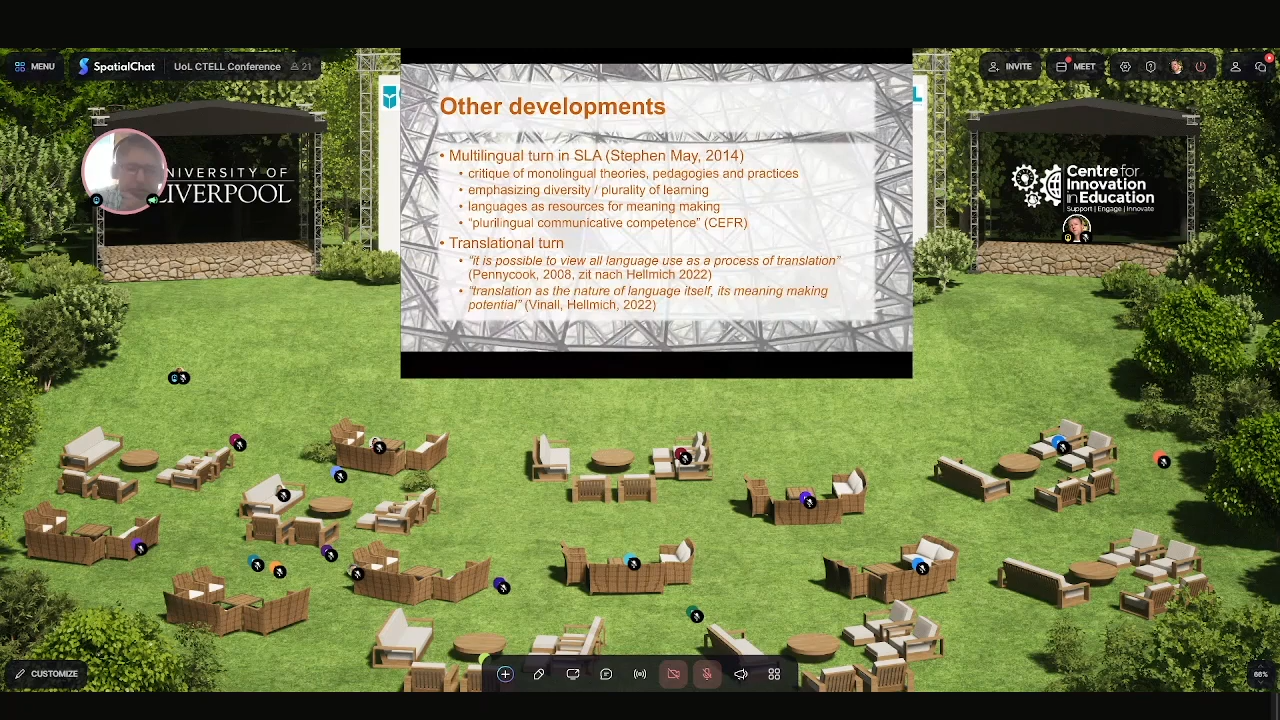 MENU
SpatialChat
UoL CTELL Conference
21
INVITE
MEET
Other developments
• Multilingual turn in SLA (Stephen May, 2014)
• critique of monolingual theories, pedagogies and practices
• emphasizing diversity / plurality of learning
• languages as resources for meaning making
• “plurilingual communicative competence” (CEFR)
• Translational turn
• “it is possible to view all language use as a process of translation”
(Pennycook, 2008, zit nach Hellmich 2022)
• “translation as the nature of language itself, its meaning making
potential” (Vinall, Hellmich, 2022)
NIVERSITY OF
LIVERPOOL
Centre for
Innovation
in Education
Support | Engage | Innovate
L
CUSTOMIZE
66%